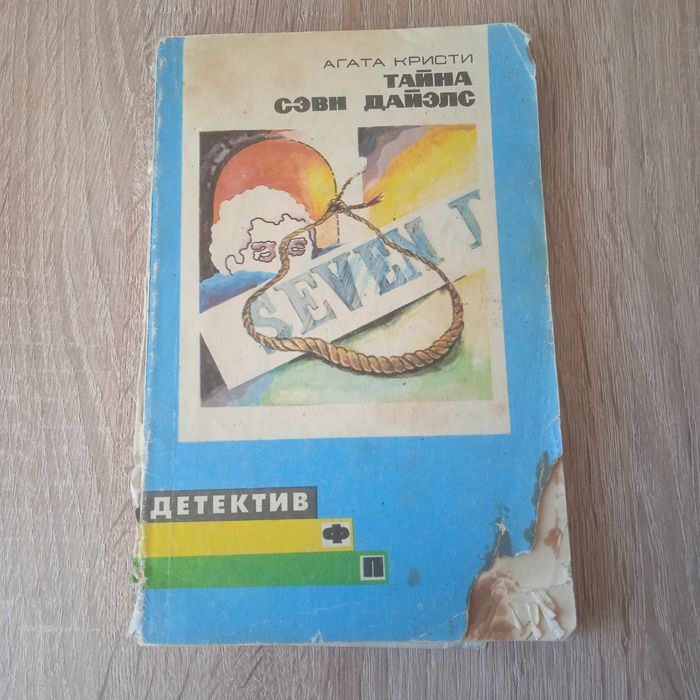 АГАТА КРИСТИ
ТАЙНА
СЭВН ДАЙЭЛС
SEVEN
ДЕТЕКТИВ
Ф
П